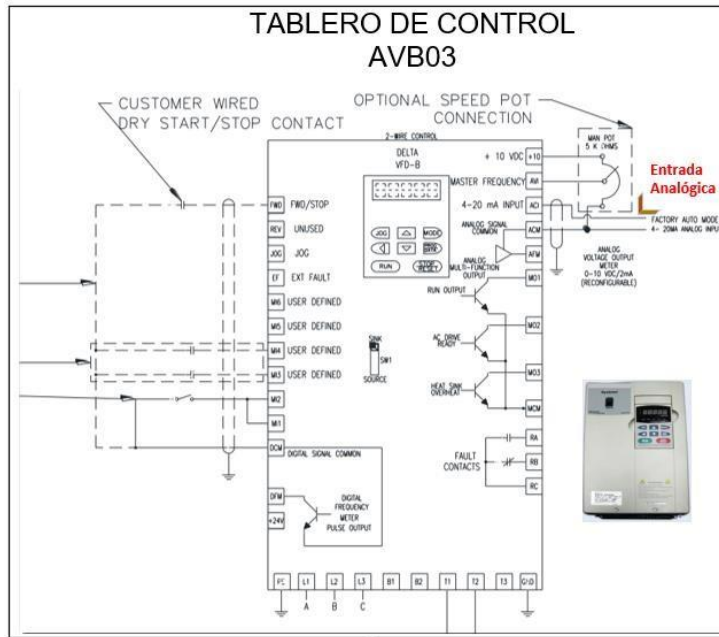 TABLERO DE CONTROL
AVB03
CUSTOMER WIRED
DRY START/STOP CONTACT
OPTIONAL SPEED POT
CONNECTION
2-WIRE CONTROL
DELTA
VFD-B
MAN POT
5 K OHMS
Entrada
Analógica
+ 10 VDC
+10
MASTER FREQUENCY
AVI
4-20 mA INPUT
ACI
FACTORY AUTO MODE
4- 20MA ANALOG INPUT
ANALOG SIGNAL
COMMON
ACM
AFM
ANALOG
MULTI-FUNCTION
OUTPUT
ANALOG
VOLTAGE OUTPUT
METER
0-10 VDC/2mA
(RECONFIGURABLE)
JOG
MODE
RUN
STOP
RESET
FWD
FWD/STOP
REV
UNUSED
JOG
JOG
EF
EXT FAULT
MI6
USER DEFINED
MI5
USER DEFINED
MI4
USER DEFINED
MI3
USER DEFINED
MI2
MI1
DCM
DIGITAL SIGNAL COMMON
SINK
SW1
SOURCE
RUN OUTPUT
MO1
AC DRIVE
READY
MO2
HEAT SINK
OVERHEAT
MO3
MCM
FAULT
CONTACTS
RA
RB
RC
DFM
+24V
DIGITAL
FREQUENCY
METER
PULSE OUTPUT
L1
L2
L3
B1
B2
T1
T2
T3
GND
A
B
C